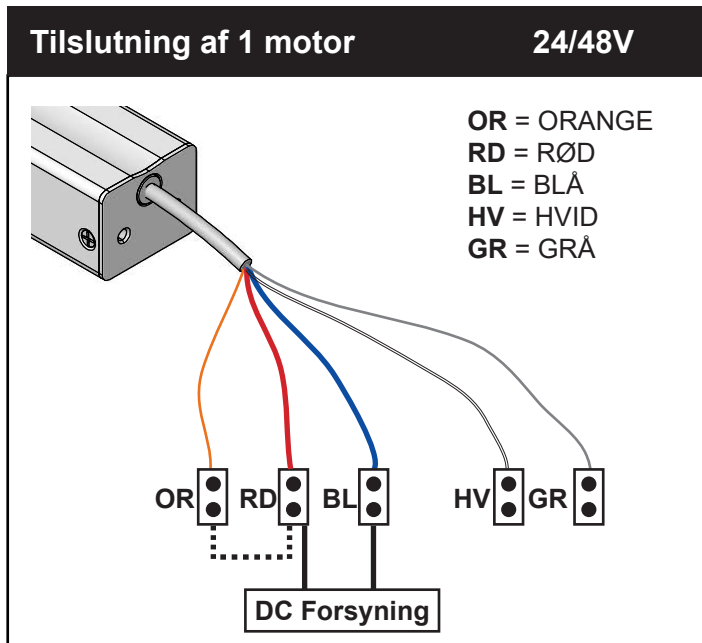 Tilslutning af 1 motor 24/48V
OR = ORANGE
RD = RØD
BL = BLÅ
HV = HVID
GR = GRÅ
OR RD BL HV GR
DC Forsyning